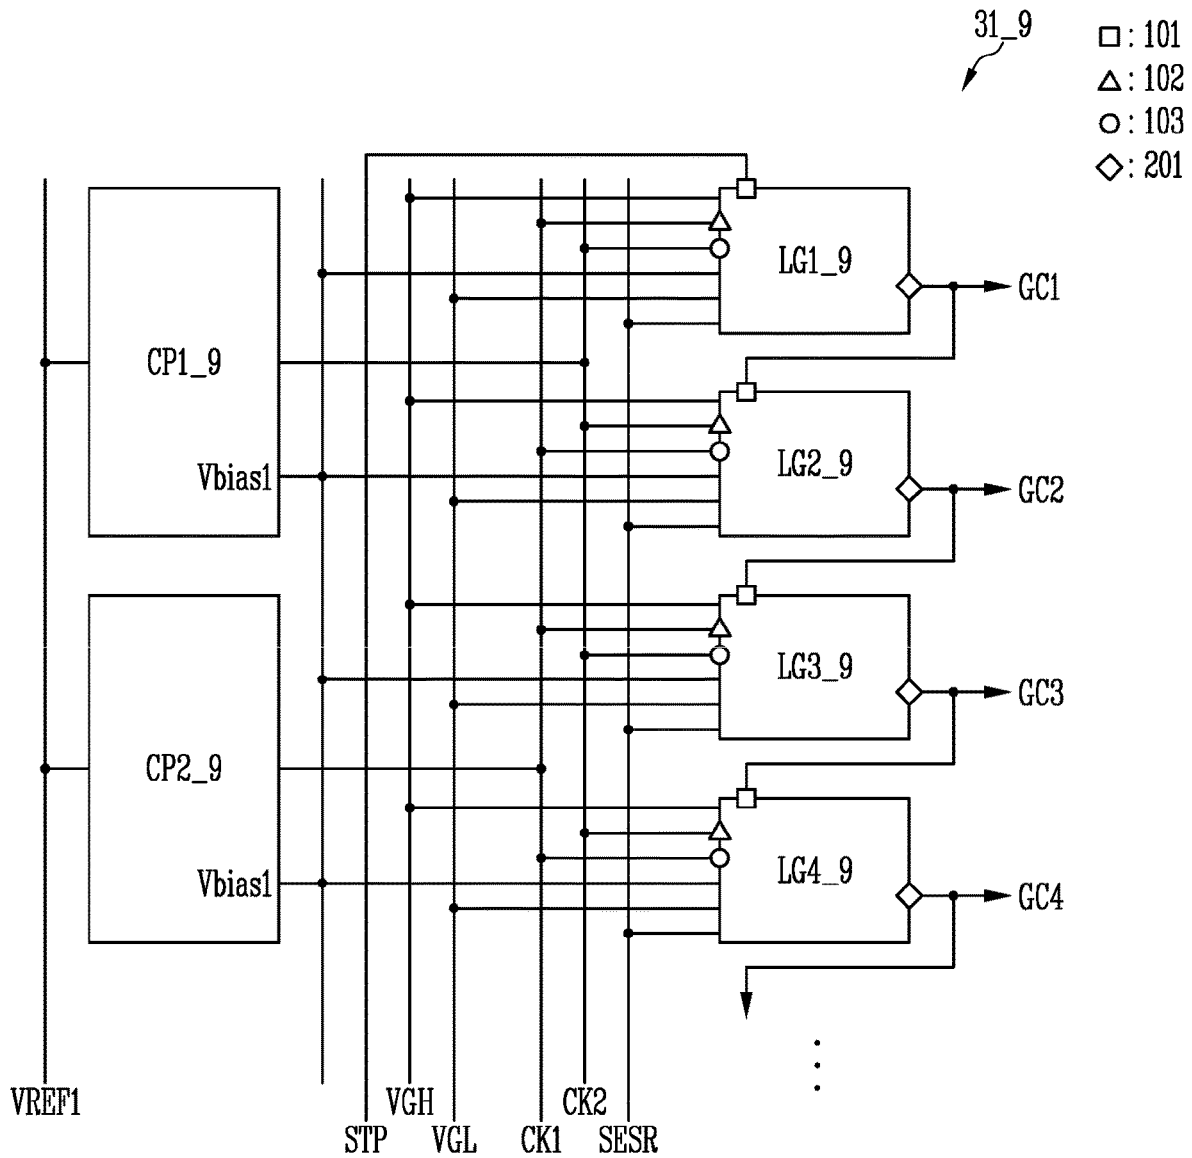 31_9
□ : 101
△ : 102
○ : 103
◇ : 201
LG1_9
GC1
CP1_9
Vbias1
LG2_9
GC2
LG3_9
GC3
CP2_9
Vbias1
LG4_9
GC4
VREF1
VGH
CK2
STP
VGL
CK1
SESR